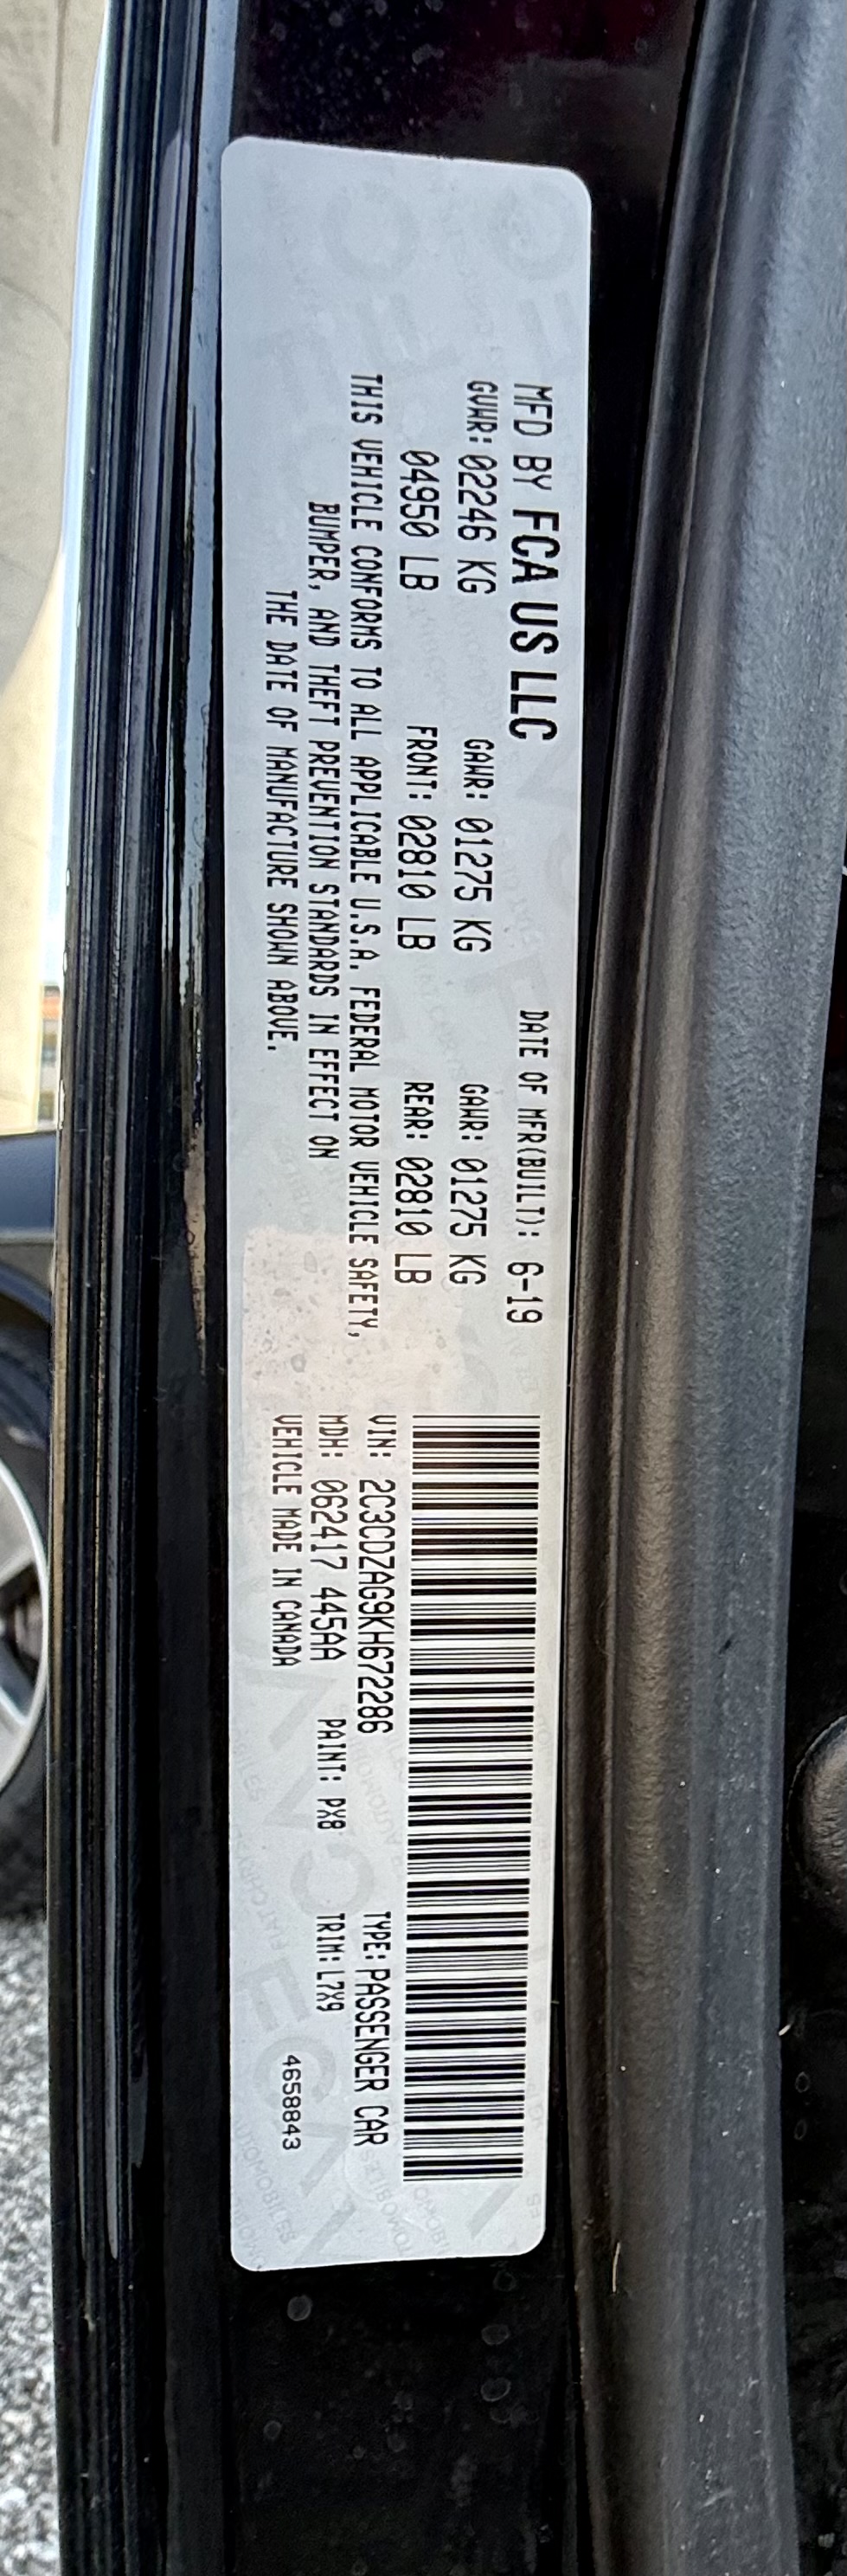 MFD BY FCA US LLC DATE OF MFR(BUILT): 6-19
GVWR: 02246 KG GAWR: 01275 KG GAWR: 01275 KG
04950 LB FRONT: 02810 LB REAR: 02810 LB
THIS VEHICLE CONFORMS TO ALL APPLICABLE U.S.A. FEDERAL MOTOR VEHICLE SAFETY,
BUMPER, AND THEFT PREVENTION STANDARDS IN EFFECT ON
THE DATE OF MANUFACTURE SHOWN ABOVE.
VIN: 2C3CDZAG9KH672286 TYPE: PASSENGER CAR
MDH: 062417 445AA PAINT: PX8 TRIM: L7X9
VEHICLE MADE IN CANADA 4658843